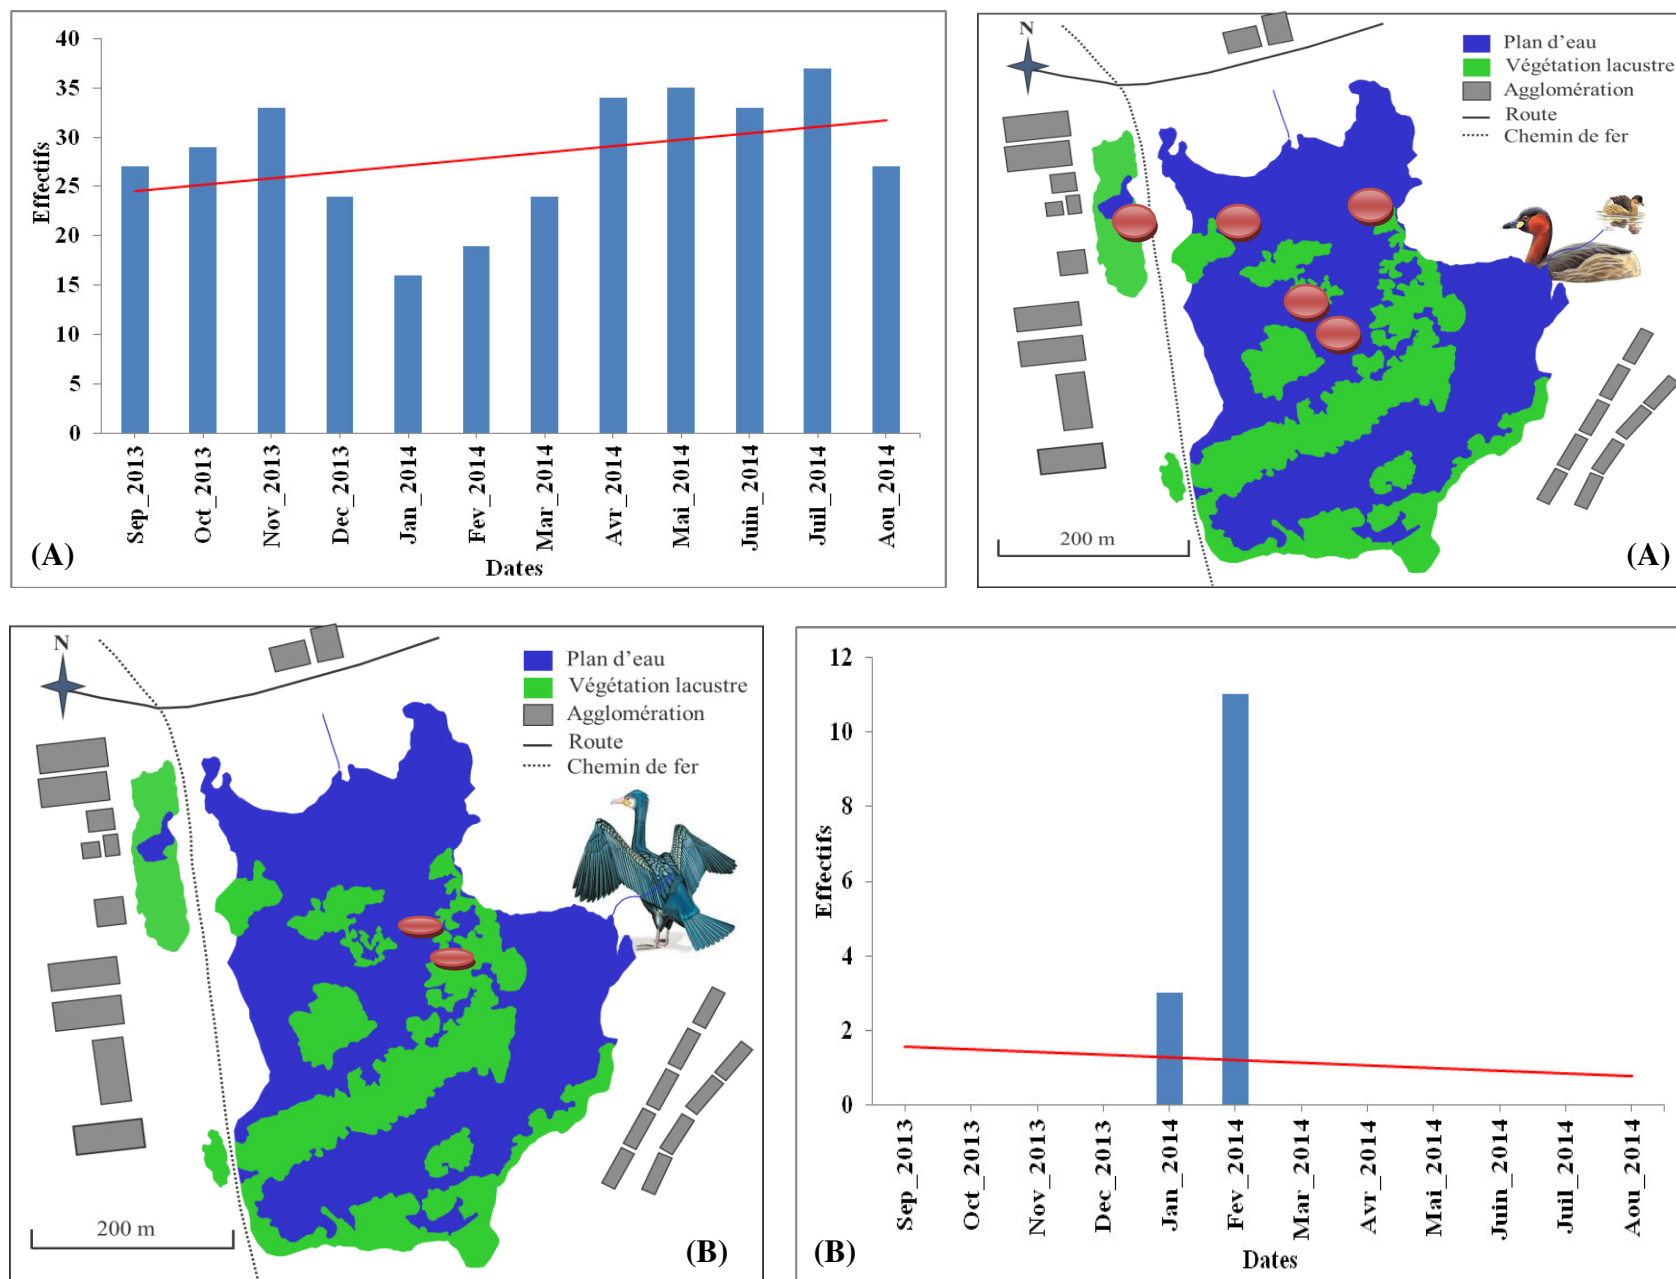 40
35
30
25
20
15
10
5
0
Effectifs
Sep_2013
Oct_2013
Nov_2013
Dec_2013
Jan_2014
Fev_2014
Mar_2014
Avr_2014
Mai_2014
Juin_2014
Juil_2014
Aou_2014
Dates
(A)
N
Plan d'eau
Végétation lacustre
Agglomération
Route
Chemin de fer
200 m
(A)
N
Plan d'eau
Végétation lacustre
Agglomération
Route
Chemin de fer
200 m
(B)
12
10
8
6
4
2
0
Effectifs
Sep_2013
Oct_2013
Nov_2013
Dec_2013
Jan_2014
Fev_2014
Mar_2014
Avr_2014
Mai_2014
Juin_2014
Juil_2014
Aou_2014
Dates
(B)